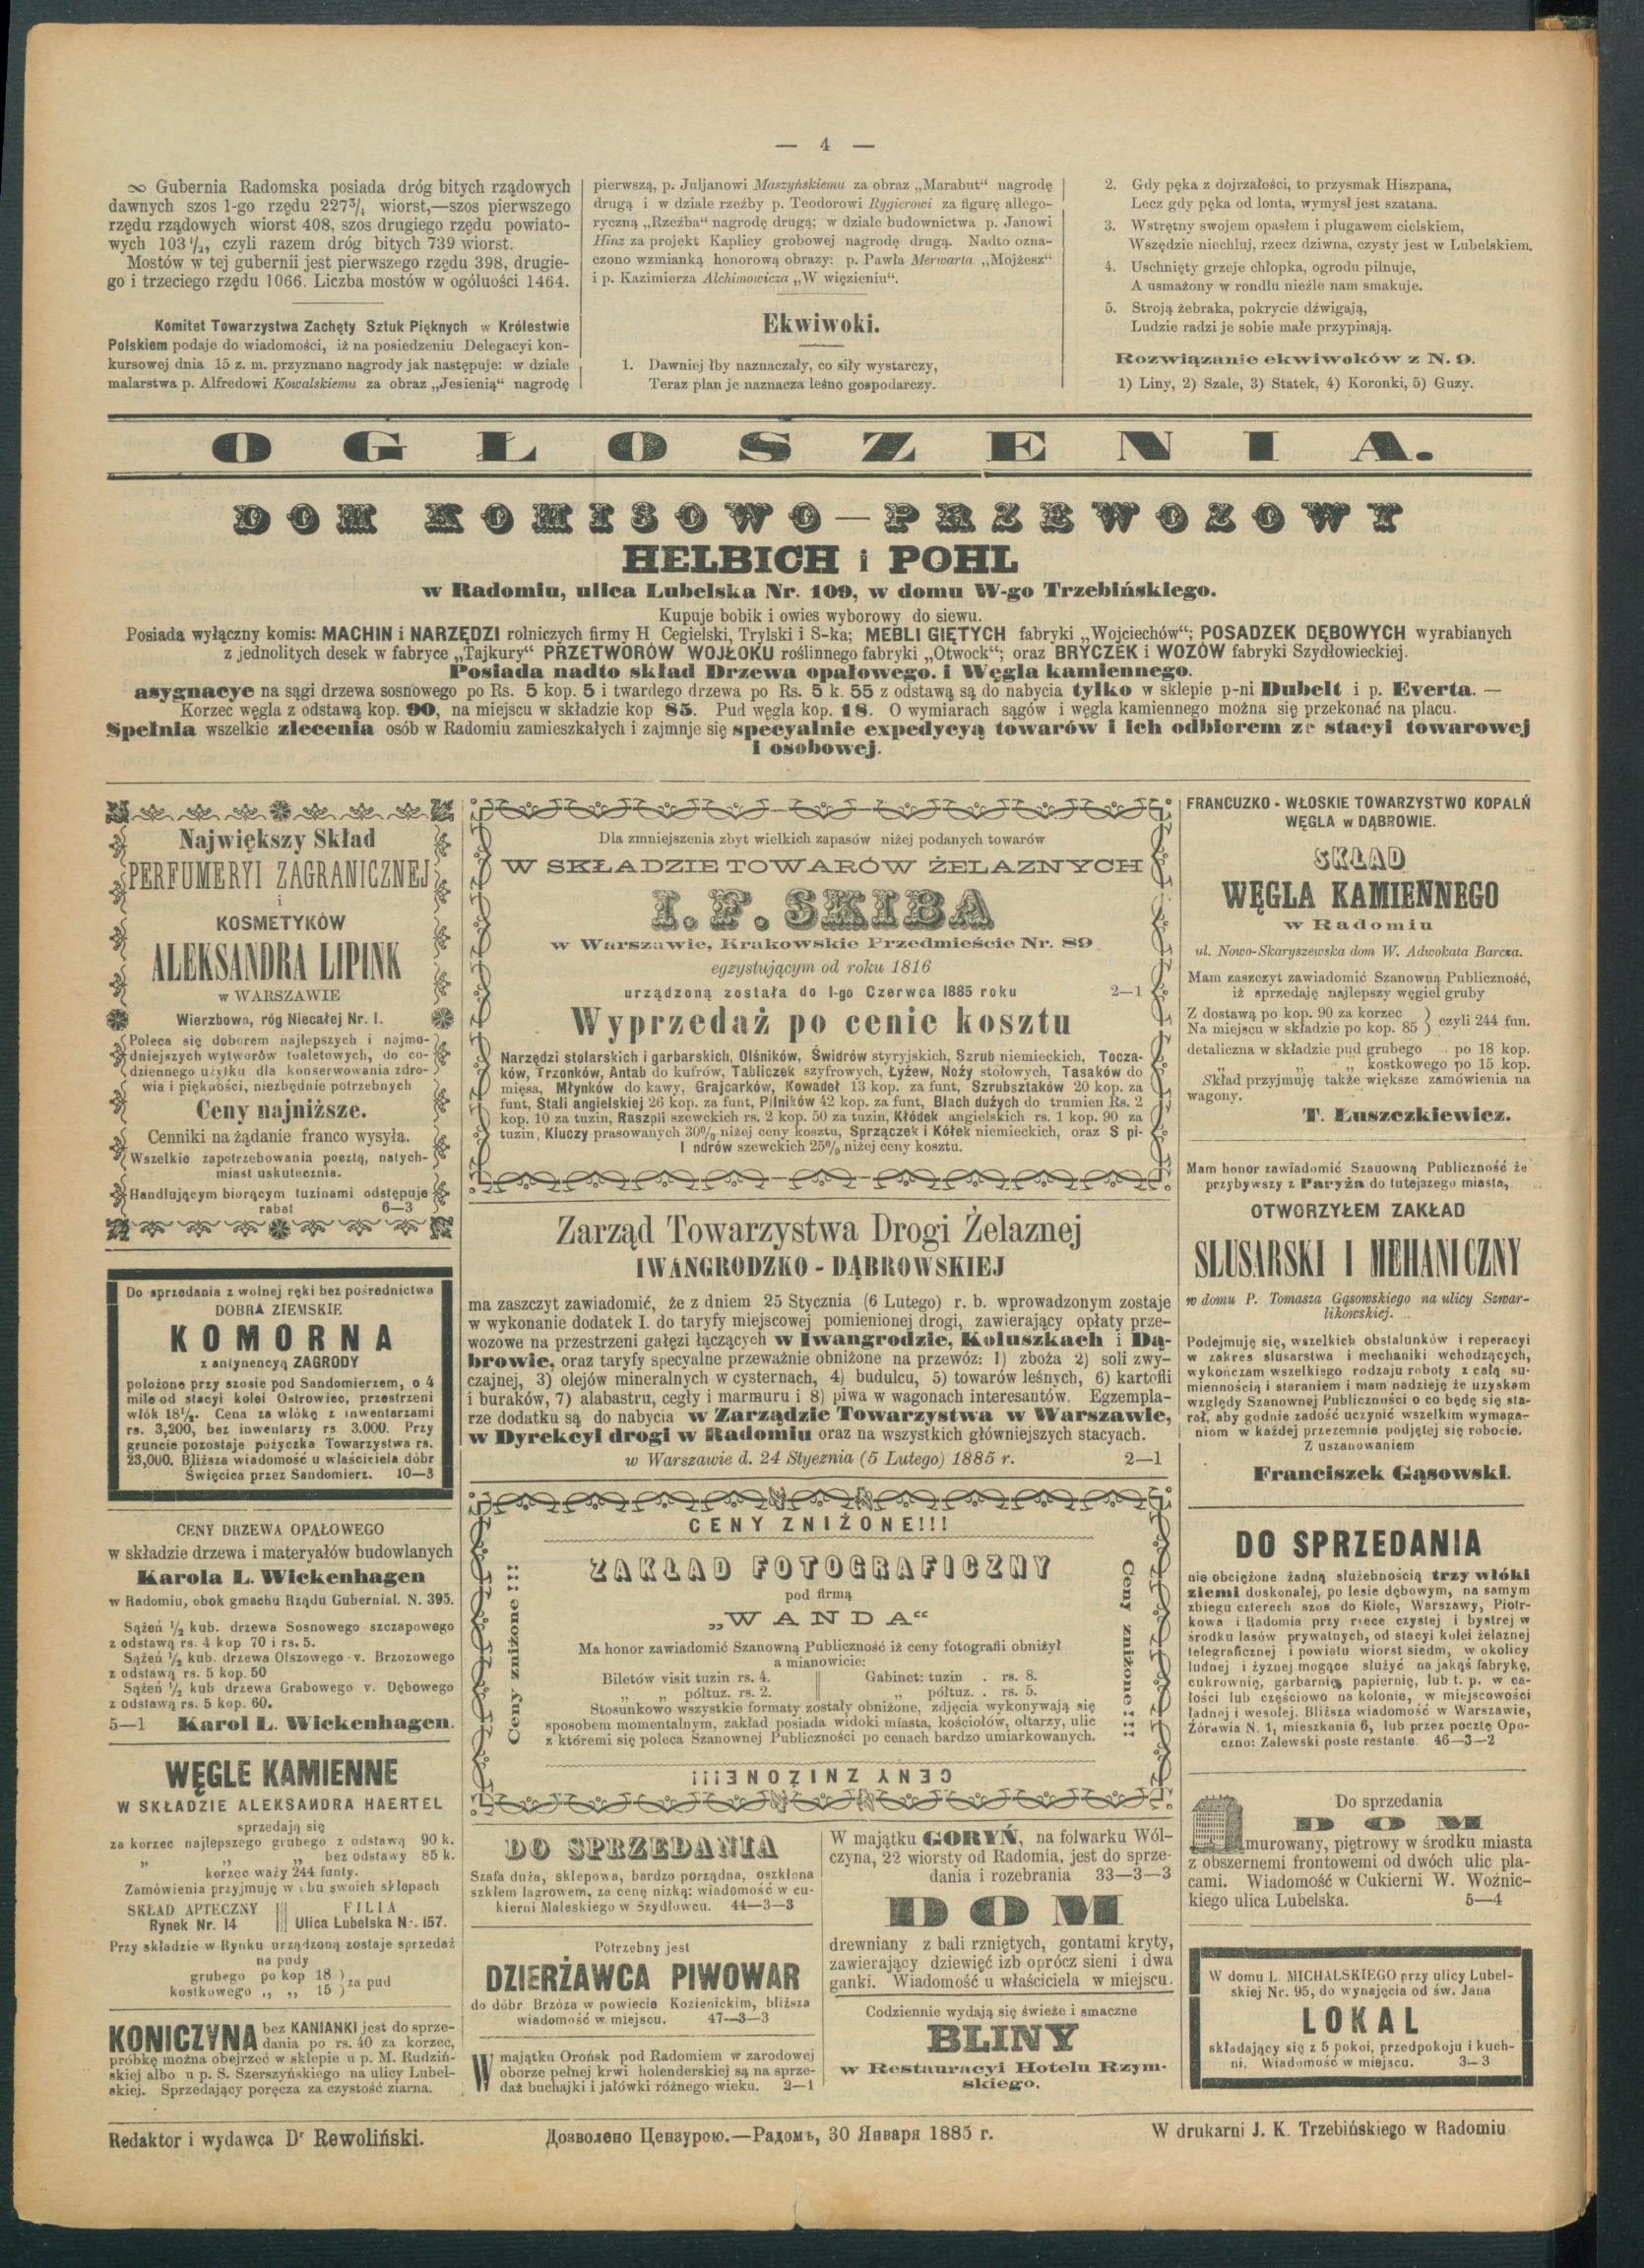 — 4 —
∞ Gubernia Radomska posiada dróg bitych rządowych
dawnych szos 1-go rzędu 227³/₄ wiorst,—szos pierwszego
rzędu rządowych wiorst 408, szos drugiego rzędu powiato-
wych 103¹/₂, czyli razem dróg bitych 739 wiorst.
Mostów w tej gubernii jest pierwszego rzędu 398, drugie-
go i trzeciego rzędu 1066. Liczba mostów w ogóluości 1464.
Komitet Towarzystwa Zachęty Sztuk Pięknych w Królestwie
Polskiem podaje do wiadomości, iż na posiedzeniu Delegacyi kon-
kursowej dnia 15 z. m. przyznano nagrody jak następuje: w dziale
malarstwa p. Alfredowi Kowalskiemu za obraz „Jesienią“ nagrodę
pierwszą, p. Juljanowi Maszyńskiemu za obraz „Marabut“ nagrodę
drugą i w dziale rzeźby p. Teodorowi Rygierowi za figurę allego-
ryczną „Rzeźba“ nagrodę drugą; w dziale budownictwa p. Janowi
Hinz za projekt Kaplicy grobowej nagrodę drugą. Nadto ozna-
czono wzmianką honorową obrazy: p. Pawła Merwarta „Mojżesz“
i p. Kazimierza Alchimowicza „W więzieniu“.
Ekwiwoki.
1. Dawniej łby naznaczały, co siły wystarczy,
Teraz plan je naznacza leśno gospodarczy.
2. Gdy pęka z dojrzałości, to przysmak Hiszpana,
Lecz gdy pęka od lonta, wymysł jest szatana.
3. Wstrętny swojem opasłem i plugawem cielskiem,
Wszędzie niechluj, rzecz dziwna, czysty jest w Lubelskiem.
4. Uschnięty grzeje chłopka, ogrodu pilnuje,
A usmażony w rondlu nieźle nam smakuje.
5. Stroją żebraka, pokrycie dźwigają,
Ludzie radzi je sobie małe przypinają.
Rozwiązanie ekwiwoków z N. 9.
1) Liny, 2) Szale, 3) Statek, 4) Koronki, 5) Guzy.
OGŁOSZENIA.
DOM KOMISOWO—PRZEWOZOWY
HELBICH i POHL
w Radomiu, ulica Lubelska Nr. 109, w domu W-go Trzebińskiego.
Kupuje bobik i owies wyborowy do siewu.
Posiada wyłączny komis: MACHIN i NARZĘDZI rolniczych firmy H Cegielski, Trylski i S-ka; MEBLI GIĘTYCH fabryki „Wojciechów“; POSADZEK DĘBOWYCH wyrabianych
z jednolitych desek w fabryce „Tajkury“ PRZETWORÓW WOJŁOKU roślinnego fabryki „Otwock“; oraz BRYCZEK i WOZÓW fabryki Szydłowieckiej.
Posiada nadto skład Drzewa opałowego. i Węgla kamiennego.
asygnacye na sągi drzewa sosnowego po Rs. 5 kop. 5 i twardego drzewa po Rs. 5 k. 55 z odstawą są do nabycia tylko w sklepie p-ni Dubelt i p. Everta. —
Korzec węgla z odstawą kop. 90, na miejscu w składzie kop 85. Pud węgla kop. 18. O wymiarach sągów i węgla kamiennego można się przekonać na placu.
Spełnia wszelkie zlecenia osób w Radomiu zamieszkałych i zajmnje się specyalnie expedycyą towarów i ich odbiorem ze stacyi towarowej
i osobowej.
Największy Skład
PERFUMERYI ZAGRANICZNEJ
i
KOSMETYKÓW
ALEKSANDRA LIPINK
w WARSZAWIE
Wierzbowa, róg Niecałej Nr. 1.
Poleca się doborem najlepszych i najmo-
dniejszych wytworów toaletowych, do co-
dziennego użytku dla konserwowania zdro-
wia i piękności, niezbędnie potrzebnych
Ceny najniższe.
Cenniki na żądanie franco wysyła.
Wszelkie zapotrzebowania pocztą, natych-
miast uskutecznia.
Handlującym biorącym tuzinami odstępuje
rabat 6—3
Do sprzedania z wolnej ręki bez pośrednictwa
DOBRA ZIEMSKIE
KOMORNA
z antynencyą ZAGRODY
położone przy szosie pod Sandomierzem, o 4
mile od stacyi kolei Ostrowiec, przestrzeni
włók 18¹/₂. Cena za włókę z inwentarzami
rs. 3,200, bez inwentarzy rs 3.000. Przy
gruncie pozostaje pożyczka Towarzystwa rs.
23,000. Bliższa wiadomość u właściciela dóbr
Święcica przez Sandomierz. 10—3
CENY DRZEWA OPAŁOWEGO
w składzie drzewa i materyałów budowlanych
Karola L. Wickenhagen
w Radomiu, obok gmachu Rządu Gubernial. N. 395.
Sążeń ¹/₂ kub. drzewa Sosnowego szczapowego
z odstawą rs. 4 kop 70 i rs. 5.
Sążeń ¹/₂ kub. drzewa Olszowego v. Brzozowego
z odstawą rs. 5 kop. 50
Sążeń ¹/₂ kub drzewa Grabowego v. Dębowego
z odstawą rs. 5 kop. 60.
5—1 Karol L. Wickenhagen.
WĘGLE KAMIENNE
W SKŁADZIE ALEKSANDRA HAERTEL
sprzedają się
za korzec najlepszego grubego z odstawą 90 k.
„ „ „ bez odstawy 85 k.
korzec waży 244 funty.
Zamówienia przyjmuję w obu swoich sklepach
SKŁAD APTECZNY
Rynek Nr. 14
FILIA
Ulica Lubelska N-. 157.
Przy składzie w Rynku urządzoną zostaje sprzedaż
na pudy
grubego po kop 18 ) za pud
kostkowego „ „ 15 )
KONICZYNA bez KANIANKI jest do sprze-
dania po rs. 40 za korzec,
próbkę można obejrzeć w sklepie u p. M. Rudziń-
skiej albo u p. S. Szerszyńskiego na ulicy Lubel-
skiej. Sprzedający poręcza za czystość ziarna.
Dla zmniejszenia zbyt wielkich zapasów niżej podanych towarów
W SKŁADZIE TOWARÓW ŻELAZNYCH
I. F. SKIBA
w Warszawie, Krakowskie Przedmieście Nr. 89
egzystującym od roku 1816
urządzoną została do 1-go Czerwca 1885 roku 2—1
Wyprzedaż po cenie kosztu
Narzędzi stolarskich i garbarskich, Olśników, Świdrów styryjskich, Szrub niemieckich, Tocza-
ków, Trzonków, Antab do kufrów, Tabliczek szyfrowych, Łyżew, Noży stołowych, Tasaków do
mięsa, Młynków do kawy, Grajcarków, Kowadeł 13 kop. za funt, Szrubsztaków 20 kop. za
funt, Stali angielskiej 26 kop. za funt, Pilników 42 kop. za funt, Blach dużych do trumien Rs. 2
kop. 10 za tuzin, Raszpli szewckich rs. 2 kop. 50 za tuzin, Kłódek angielskich rs. 1 kop. 90 za
tuzin, Kluczy prasowanych 30% niżej ceny kosztu, Sprzączek i Kółek niemieckich, oraz S pi-
l ndrów szewckich 25% niżej ceny kosztu.
Zarząd Towarzystwa Drogi Żelaznej
IWANGRODZKO - DĄBROWSKIEJ
ma zaszczyt zawiadomić, że z dniem 25 Stycznia (6 Lutego) r. b. wprowadzonym zostaje
w wykonanie dodatek I. do taryfy miejscowej pomienionej drogi, zawierający opłaty prze-
wozowe na przestrzeni gałęzi łączących w Iwangrodzie, Koluszkach i Dą-
browie, oraz taryfy specyalne przeważnie obniżone na przewóz: 1) zboża 2) soli zwy-
czajnej, 3) olejów mineralnych w cysternach, 4) budulcu, 5) towarów leśnych, 6) kartofli
i buraków, 7) alabastru, cegły i marmuru i 8) piwa w wagonach interesantów. Egzempla-
rze dodatku są do nabycia w Zarządzie Towarzystwa w Warszawie,
w Dyrekcyi drogi w Radomiu oraz na wszystkich główniejszych stacyach.
w Warszawie d. 24 Stycznia (5 Lutego) 1885 r. 2—1
CENY ZNIŻONE!!!
Ceny zniżone!!!
ZAKŁAD FOTOGRAFICZNY
pod firmą
„WANDA“
Ma honor zawiadomić Szanowną Publiczność iż ceny fotografii obniżył
a mianowicie:
Biletów visit tuzin rs. 4. Gabinet: tuzin . rs. 8.
„ „ półtuz. rs. 2. „ półtuz. . rs. 5.
Stosunkowo wszystkie formaty zostały obniżone, zdjęcia wykonywają się
sposobem momentalnym, zakład posiada widoki miasta, kościołów, ołtarzy, ulic
z któremi się poleca Szanownej Publiczności po cenach bardzo umiarkowanych.
Ceny zniżone!!!
CENY ZNIZONE!!!
DO SPRZEDANIA
Szafa duża, sklepowa, bardzo porządna, oszklona
szkłem lagrowem, za cenę nizką: wiadomość w cu-
kierni Maleskiego w Szydłowcu. 44—3—3
Potrzebny jest
DZIERŻAWCA PIWOWAR
do dóbr Brzóza w powiecie Kozienickim, bliższa
wiadomość w miejscu. 47—3—3
W majątku Orońsk pod Radomiem w zarodowej
oborze pełnej krwi holenderskiej są na sprze-
daż buchajki i jałówki różnego wieku. 2—1
W majątku GORYŃ, na folwarku Wól-
czyna, 22 wiorsty od Radomia, jest do sprze-
dania i rozebrania 33—3—3
DOM
drewniany z bali rzniętych, gontami kryty,
zawierający dziewięć izb oprócz sieni i dwa
ganki. Wiadomość u właściciela w miejscu.
Codziennie wydają się świeże i smaczne
BLINY
w Restauracyi Hotelu Rzym-
skiego.
FRANCUZKO - WŁOSKIE TOWARZYSTWO KOPALŃ
WĘGLA w DĄBROWIE.
SKŁAD
WĘGLA KAMIENNEGO
w Radomiu
ul. Nowo-Skaryszewska dom W. Adwokata Barcza.
Mam zaszczyt zawiadomić Szanowną Publiczność,
iż sprzedaję najlepszy węgiel gruby
Z dostawą po kop. 90 za korzec } czyli 244 fun.
Na miejscu w składzie po kop. 85
detaliczna w składzie pud grubego . . po 18 kop.
„ „ „ kostkowego po 15 kop.
Skład przyjmuję także większe zamówienia na
wagony.
T. Łuszczkiewicz.
Mam honor zawiadomić Szauowną Publiczność że
przybywszy z Paryża do tutejszego miasta,
OTWORZYŁEM ZAKŁAD
SLUSARSKI I MEHANICZNY
w domu P. Tomasza Gąsowskiego na ulicy Szwar-
likowskiej.
Podejmuję się, wszelkich obstalunków i reperacyi
w zakres slusarstwa i mechaniki wchodzących,
wykończam wszelkiego rodzaju roboty z całą su-
miennością i staraniem i mam nadzieję że uzyskam
względy Szanownej Publiczności o co będę się sta-
rał, aby godnie zadość uczynić wszelkim wymaga-
niom w każdej przezemnie podjętej się robocie.
Z uszanowaniem
Franciszek Gąsowski.
DO SPRZEDANIA
nie obciążone żadną służebnością trzy włóki
ziemi doskonałej, po lesie dębowym, na samym
zbiegu czterech szos do Kielc, Warszawy, Piotr-
kowa i Radomia przy rzece czystej i bystrej w
środku lasów prywatnych, od stacyi kolei żelaznej
telegraficznej i powiatu wiorst siedm, w okolicy
ludnej i żyznej mogące służyć na jakąś fabrykę,
cukrownię, garbarnię, papiernię, lub t. p. w ca-
łości lub częściowo na kolonie, w miejscowości
ładnej i wesołej. Bliższa wiadomość w Warszawie,
Żórawia N. 1, mieszkania 6, lub przez pocztę Opo-
czno: Zalewski poste restante. 46—3—2
Do sprzedania
DOM
murowany, piętrowy w środku miasta
z obszernemi frontowemi od dwóch ulic pla-
cami. Wiadomość w Cukierni W. Woźnic-
kiego ulica Lubelska. 5—4
W domu L. MICHALSKIEGO przy ulicy Lubel-
skiej Nr. 95, do wynajęcia od św. Jana
LOKAL
składający się z 5 pokoi, przedpokoju i kuch-
ni. Wiadomość w miejscu. 3—3
Redaktor i wydawca Dʳ Rewoliński.
Дозволено Цензурою.—Радомъ, 30 Января 1885 г.
W drukarni J. K. Trzebińskiego w Radomiu